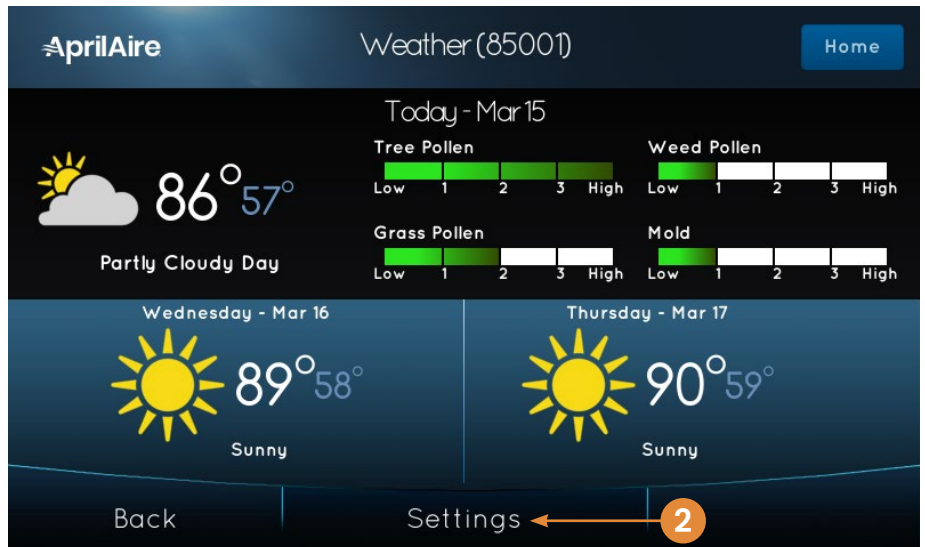 AprilAire
Weather (85001)
Home
Today - Mar 15
86° 57°
Partly Cloudy Day
Tree Pollen
Low 1 2 3 High
Weed Pollen
Low 1 2 3 High
Grass Pollen
Low 1 2 3 High
Mold
Low 1 2 3 High
Wednesday - Mar 16
89° 58°
Sunny
Thursday - Mar 17
90° 59°
Sunny
Back
Settings
2